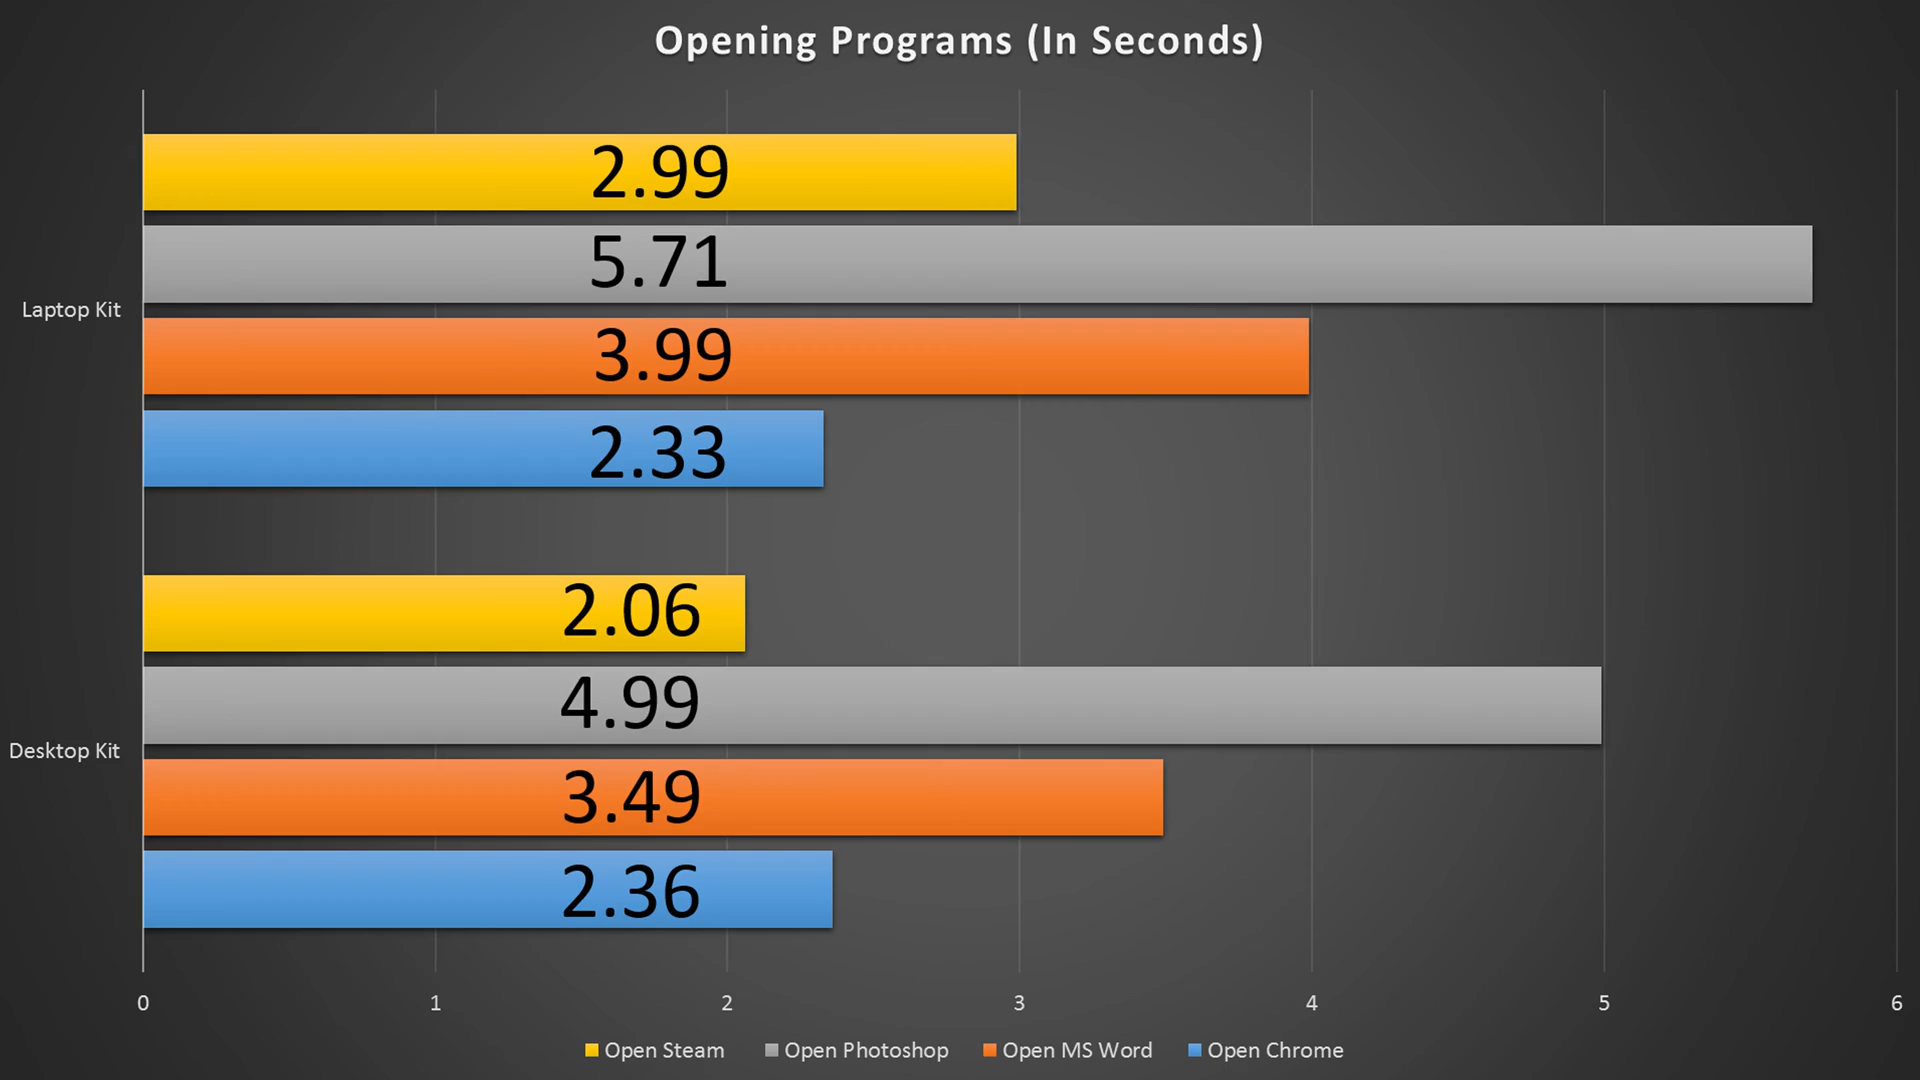 Opening Programs (In Seconds)
2.99
5.71
Laptop Kit
3.99
2.33
2.06
4.99
Desktop Kit
3.49
2.36
0 1 2 3 4 5 6
Open Steam Open Photoshop Open MS Word Open Chrome